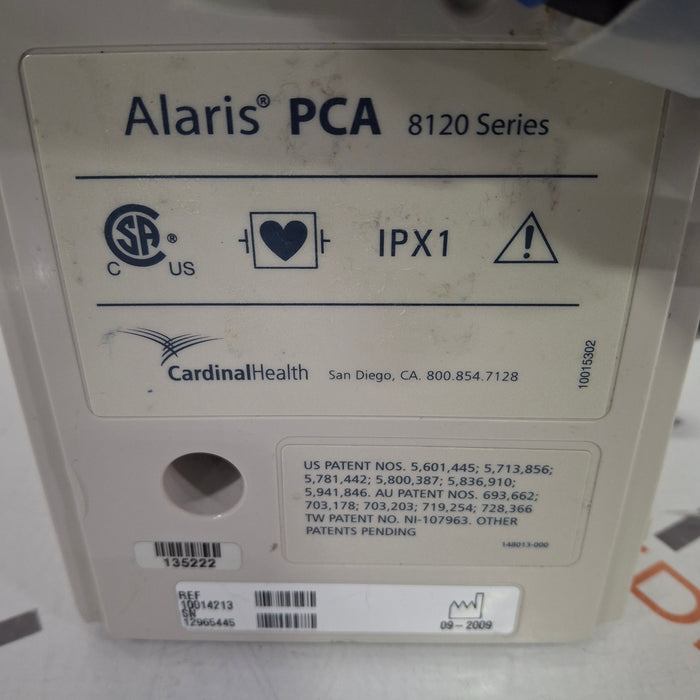 Alaris® PCA 8120 Series
CSA ®
C US
IPX1
CardinalHealth San Diego, CA. 800.854.7128
10015302
US PATENT NOS. 5,601,445; 5,713,856;
5,781,442; 5,800,387; 5,836,910;
5,941,846. AU PATENT NOS. 693,662;
703,178; 703,203; 719,254; 728,366
TW PATENT NO. NI-107963. OTHER
PATENTS PENDING
148013-000
135222
REF
10014213
SN
12965445
09-2009